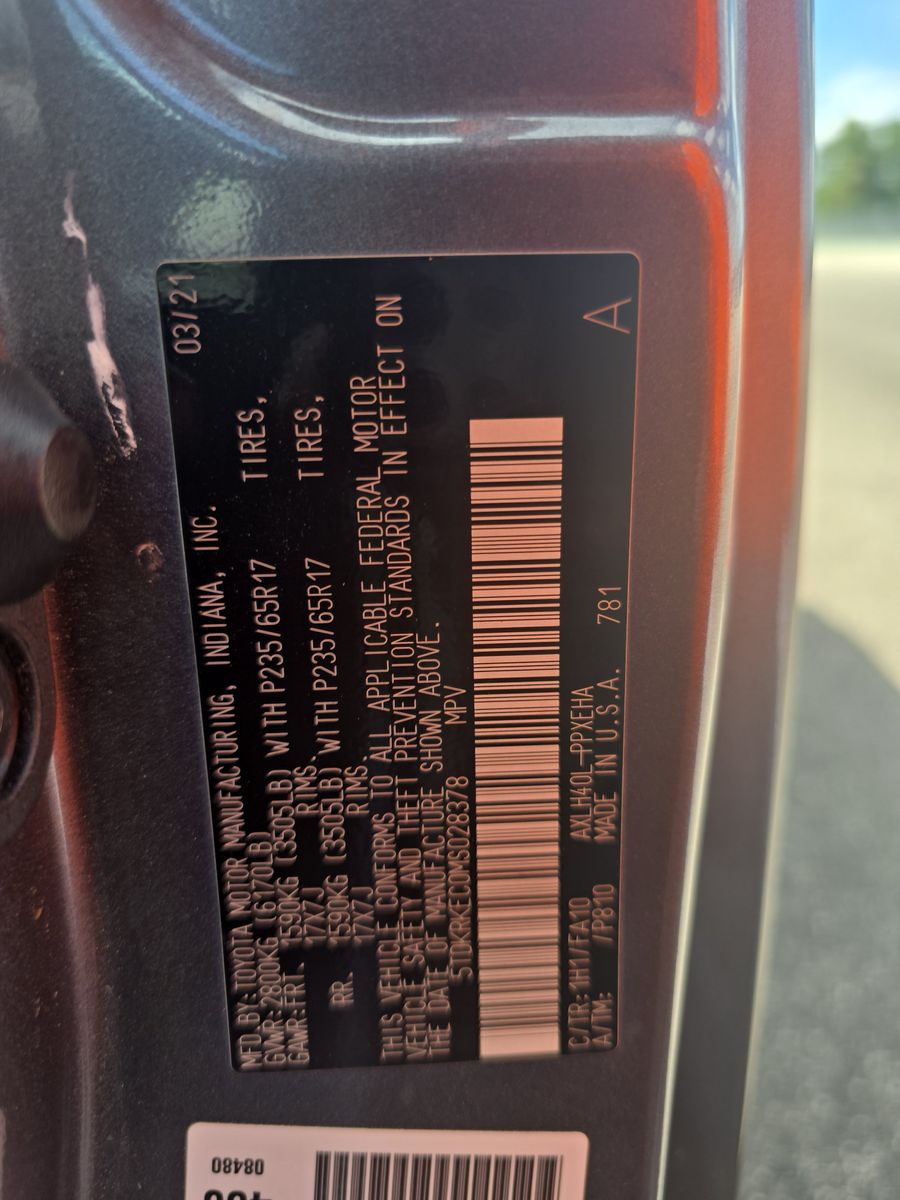 MFD BY:TOYOTA MOTOR MANUFACTURING, INDIANA, INC. 03/21
GVWR:2800KG (6170LB)
GAWR:FRT. 1590KG (3505LB) WITH P235/65R17 TIRES,
17X7J RIMS.
RR. 1590KG (3505LB) WITH P235/65R17 TIRES,
17X7J RIMS.
THIS VEHICLE CONFORMS TO ALL APPLICABLE FEDERAL MOTOR
VEHICLE SAFETY AND THEFT PREVENTION STANDARDS IN EFFECT ON
THE DATE OF MANUFACTURE SHOWN ABOVE.
5TDKRKEC0MS028378 MPV
C/TR:1H1/FA10 AXLH40L-PPXEHA
A/TM: /P810 MADE IN U.S.A. 781 A
08480